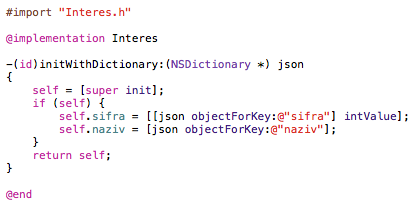 #import "Interes.h"
@implementation Interes
-(id)initWithDictionary:(NSDictionary *) json
{
    self = [super init];
    if (self) {
        self.sifra = [[json objectForKey:@"sifra"] intValue];
        self.naziv = [json objectForKey:@"naziv"];
    }
    return self;
}
@end